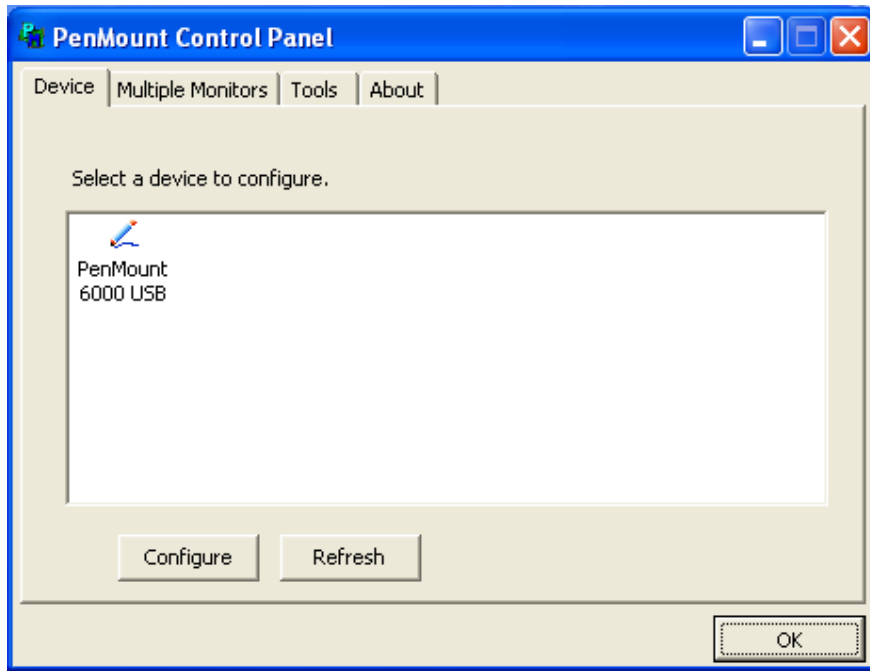 PenMount Control Panel
Device Multiple Monitors Tools About
Select a device to configure.
PenMount
6000 USB
Configure Refresh
OK